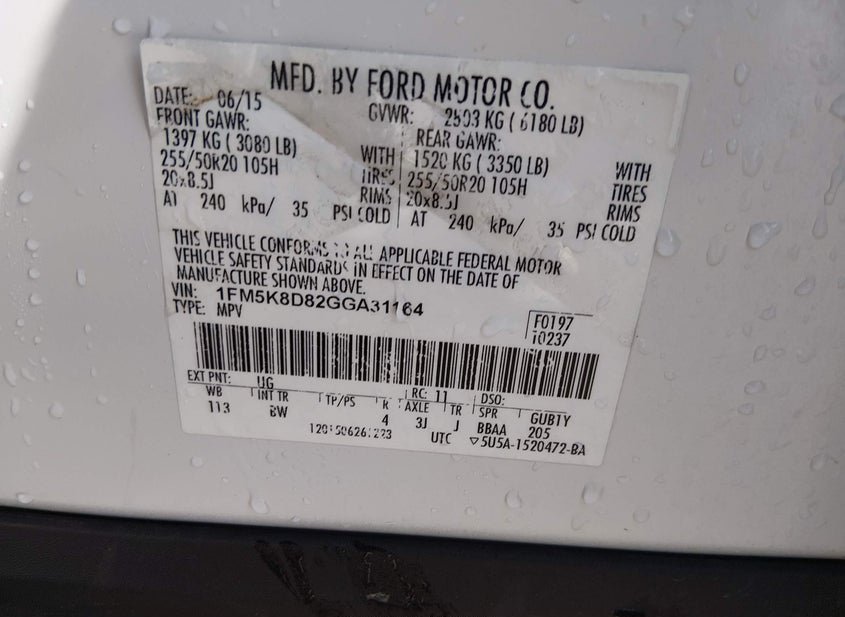 MFD. BY FORD MOTOR CO.
DATE: 06/15 GVWR: 2803 KG ( 6180 LB)
FRONT GAWR: REAR GAWR:
1397 KG ( 3080 LB) WITH 1520 KG ( 3350 LB) WITH
255/50R20 105H TIRES 255/50R20 105H TIRES
20x8.5J RIMS 20x8.5J RIMS
AT 240 kPa/ 35 PSI COLD AT 240 kPa/ 35 PSI COLD
THIS VEHICLE CONFORMS TO ALL APPLICABLE FEDERAL MOTOR
VEHICLE SAFETY STANDARDS IN EFFECT ON THE DATE OF
MANUFACTURE SHOWN ABOVE.
VIN: 1FM5K8D82GGA31164
TYPE: MPV
F0197
T0237
EXT PNT: UG RC: 11 DSO:
WB INT TR TP/PS R AXLE TR SPR GUBTY
113 BW 4 3J J BBAA 205
UTC ▽5U5A-1520472-BA